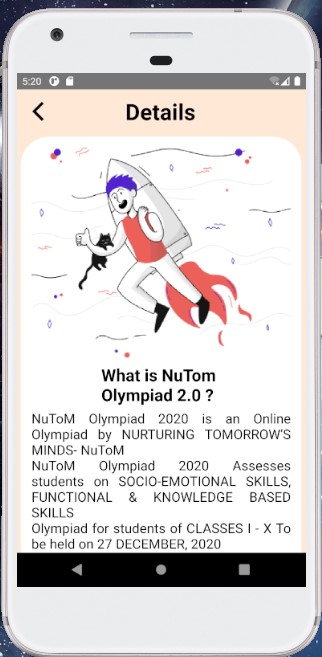 5:20
Details
What is NuTom
Olympiad 2.0 ?
NuToM Olympiad 2020 is an Online
Olympiad by NURTURING TOMORROW'S
MINDS- NuToM
NuToM Olympiad 2020 Assesses
students on SOCIO-EMOTIONAL SKILLS,
FUNCTIONAL & KNOWLEDGE BASED
SKILLS
Olympiad for students of CLASSES I - X To
be held on 27 DECEMBER, 2020